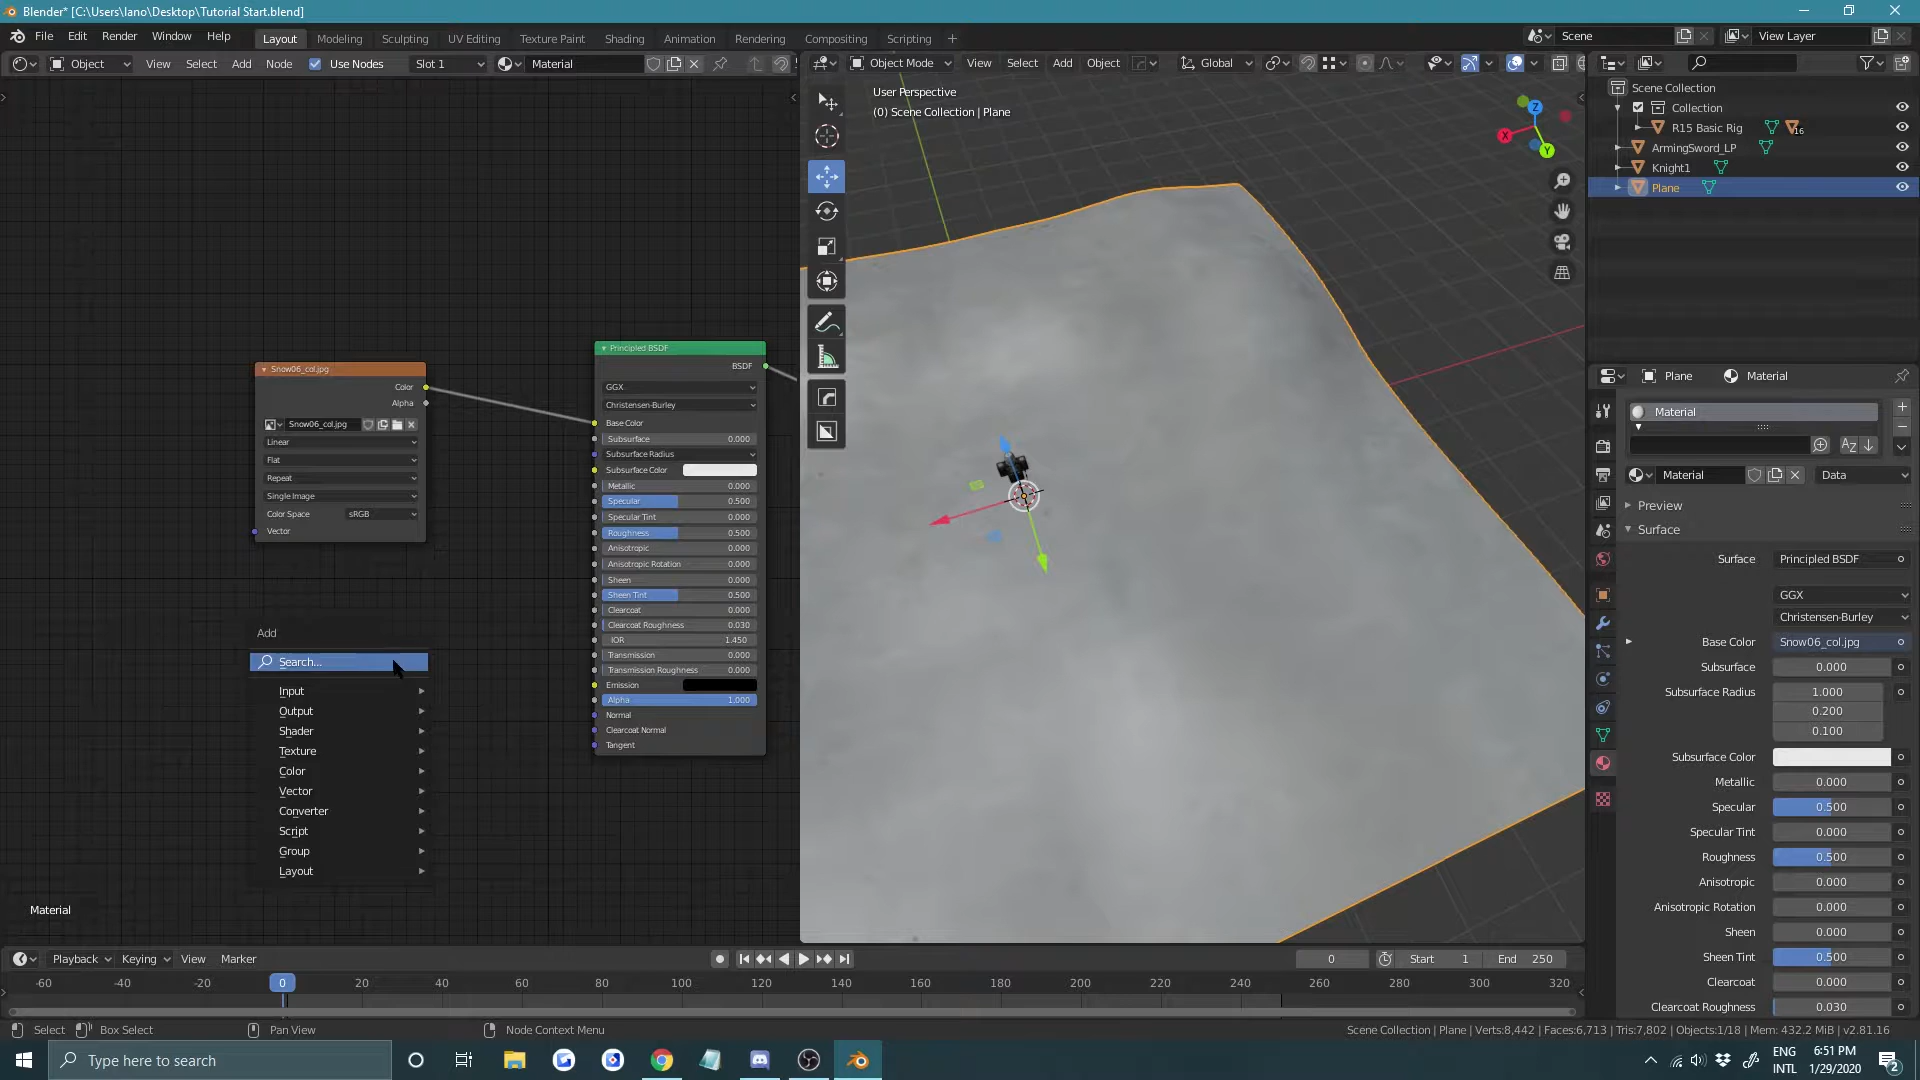 Blender* [C:\Users\lano\Desktop\Tutorial Start.blend]
File Edit Render Window Help
Layout Modeling Sculpting UV Editing Texture Paint Shading Animation Rendering Compositing Scripting +
Scene
View Layer
Object View Select Add Node Use Nodes Slot 1 Material
Object Mode View Select Add Object Global
User Perspective
(0) Scene Collection | Plane
Z
X
Y
Scene Collection
Collection
R15 Basic Rig 16
ArmingSword_LP
Knight1
Plane
Snow06_col.jpg
Color
Alpha
Snow06_col.jpg
Linear
Flat
Repeat
Single Image
Color Space sRGB
Vector
Principled BSDF
BSDF
GGX
Christensen-Burley
Base Color
Subsurface 0.000
Subsurface Radius
Subsurface Color
Metallic 0.000
Specular 0.500
Specular Tint 0.000
Roughness 0.500
Anisotropic 0.000
Anisotropic Rotation 0.000
Sheen 0.000
Sheen Tint 0.500
Clearcoat 0.000
Clearcoat Roughness 0.030
IOR 1.450
Transmission 0.000
Transmission Roughness 0.000
Emission
Alpha 1.000
Normal
Clearcoat Normal
Tangent
Add
Search...
Input
Output
Shader
Texture
Color
Vector
Converter
Script
Group
Layout
Material
Plane Material
Material
Material Data
Preview
Surface
Surface Principled BSDF
GGX
Christensen-Burley
Base Color Snow06_col.jpg
Subsurface 0.000
Subsurface Radius 1.000
0.200
0.100
Subsurface Color
Metallic 0.000
Specular 0.500
Specular Tint 0.000
Roughness 0.500
Anisotropic 0.000
Anisotropic Rotation 0.000
Sheen 0.000
Sheen Tint 0.500
Clearcoat 0.000
Clearcoat Roughness 0.030
Playback Keying View Marker
0 Start 1 End 250
-60 -40 -20 0 20 40 60 80 100 120 140 160 180 200 220 240 260 280 300 320
Select Box Select Pan View Node Context Menu
Scene Collection | Plane | Verts:8,442 | Faces:6,713 | Tris:7,802 | Objects:1/18 | Mem: 432.2 MiB | v2.81.16
Type here to search
ENG
INTL
6:51 PM
1/29/2020
2